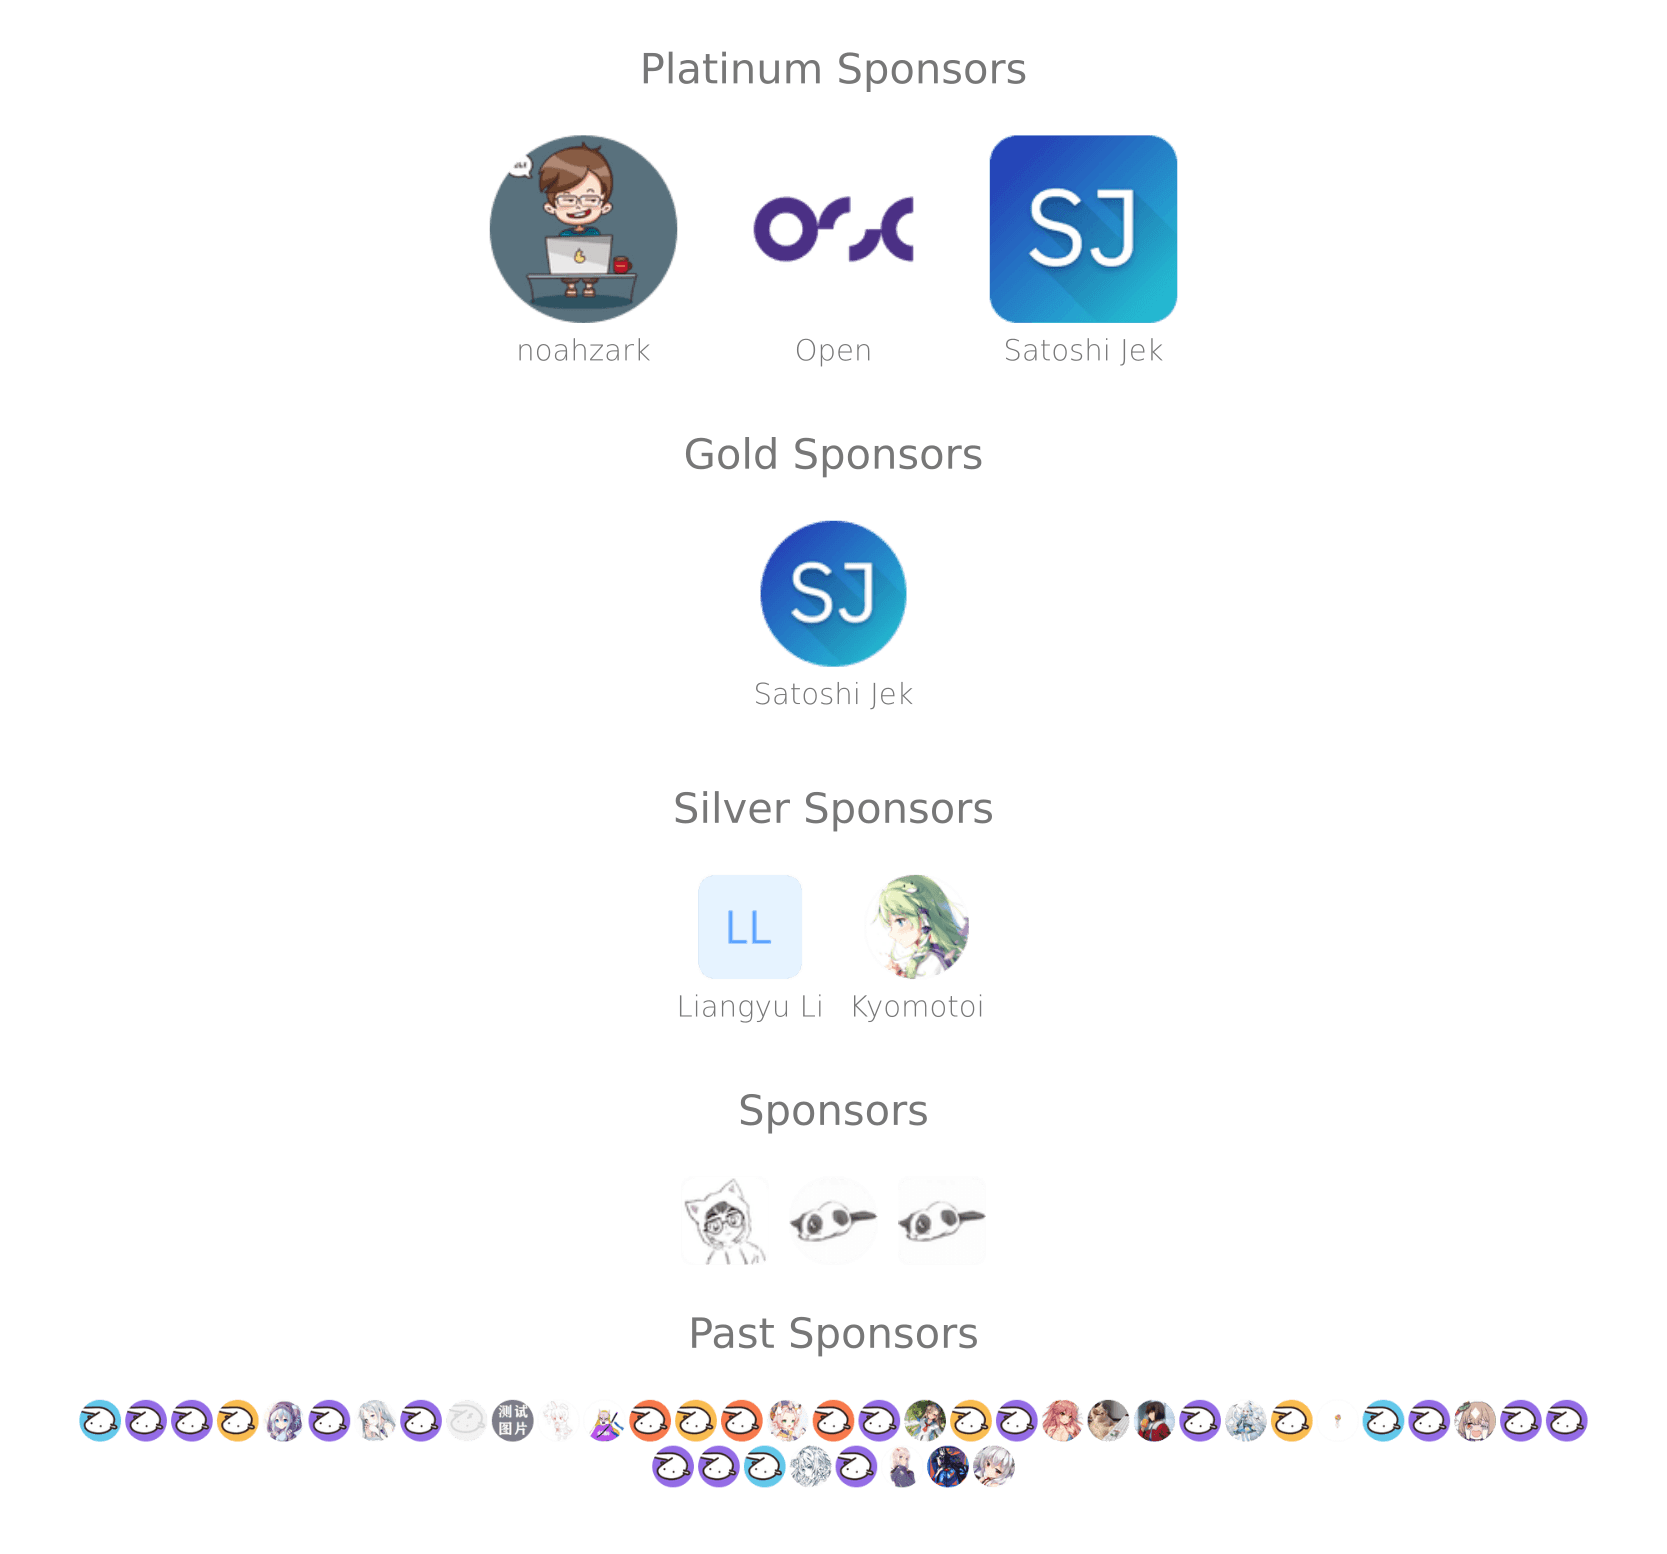 Platinum Sponsors
SJ
noahzark
Open
Satoshi Jek
Gold Sponsors
SJ
Satoshi Jek
Silver Sponsors
LL
Liangyu Li
Kyomotoi
Sponsors
Past Sponsors
测试
图片